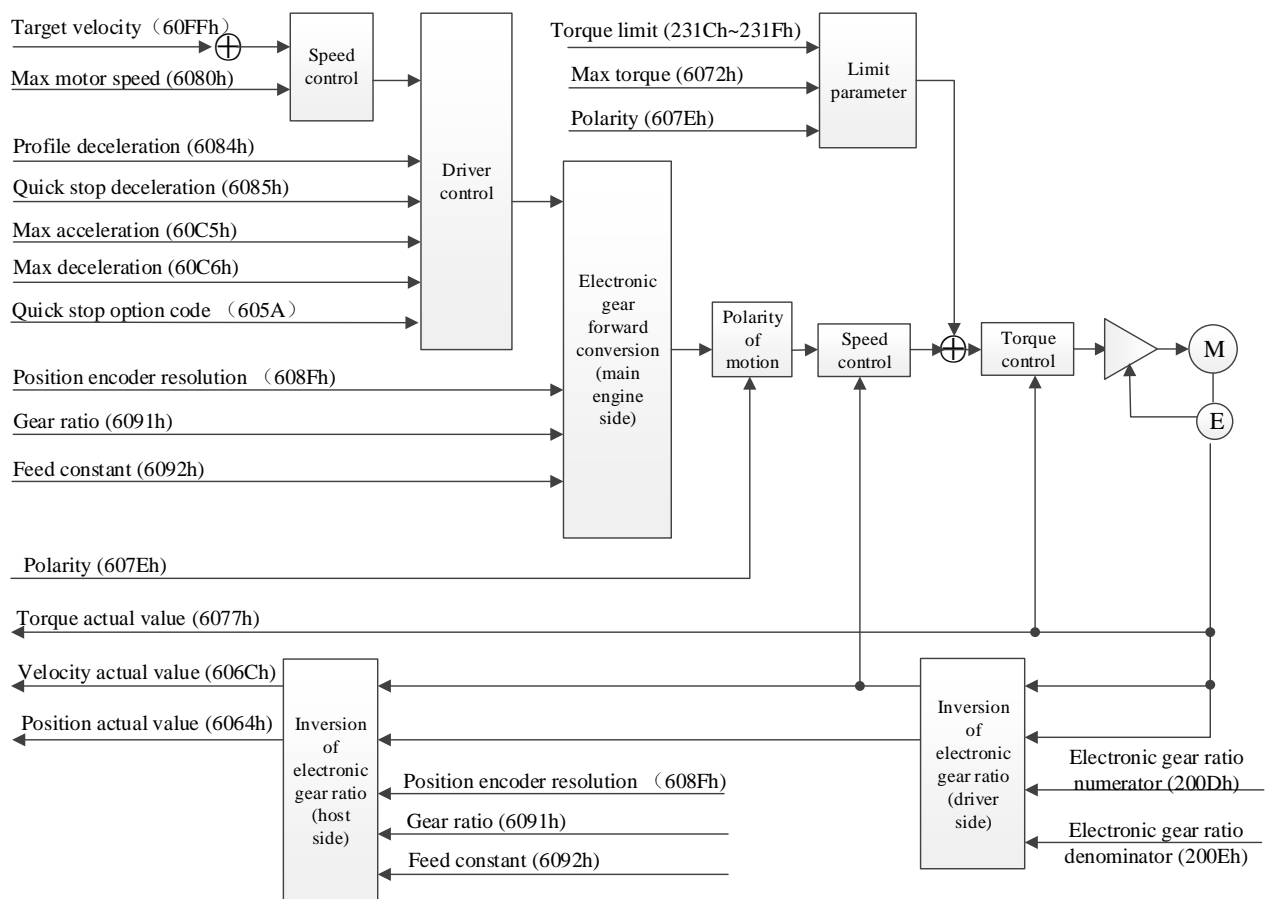 Target velocity（60FFh）
Max motor speed (6080h)
Speed
control
Torque limit (231Ch~231Fh)
Max torque (6072h)
Polarity (607Eh)
Limit
parameter
Profile deceleration (6084h)
Quick stop deceleration (6085h)
Max acceleration (60C5h)
Max deceleration (60C6h)
Quick stop option code （605A）
Driver
control
Position encoder resolution （608Fh）
Gear ratio (6091h)
Feed constant (6092h)
Electronic
gear
forward
conversion
(main
engine
side)
Polarity
of
motion
Speed
control
Torque
control
M
E
Polarity (607Eh)
Torque actual value (6077h)
Velocity actual value (606Ch)
Position actual value (6064h)
Inversion
of
electronic
gear ratio
(host
side)
Position encoder resolution （608Fh）
Gear ratio (6091h)
Feed constant (6092h)
Inversion
of
electronic
gear ratio
(driver
side)
Electronic gear ratio
numerator (200Dh)
Electronic gear ratio
denominator (200Eh)